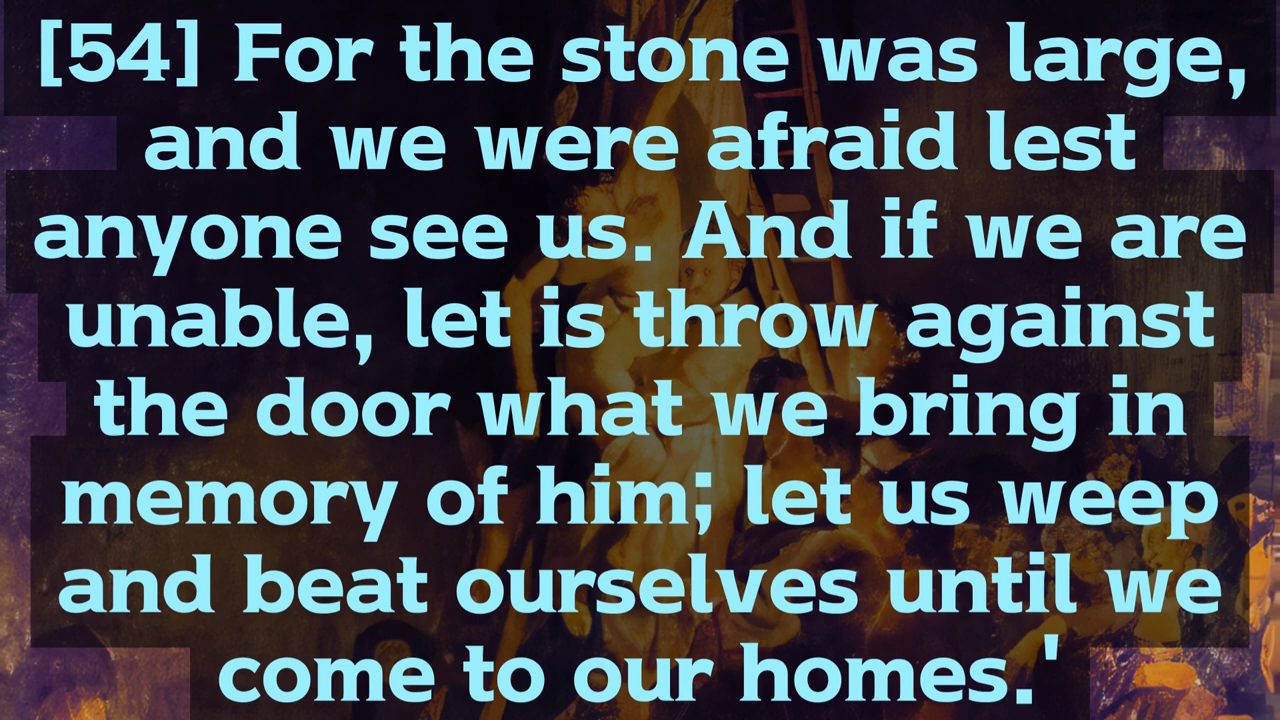 [54] For the stone was large,
and we were afraid lest
anyone see us. And if we are
unable, let is throw against
the door what we bring in
memory of him; let us weep
and beat ourselves until we
come to our homes.'